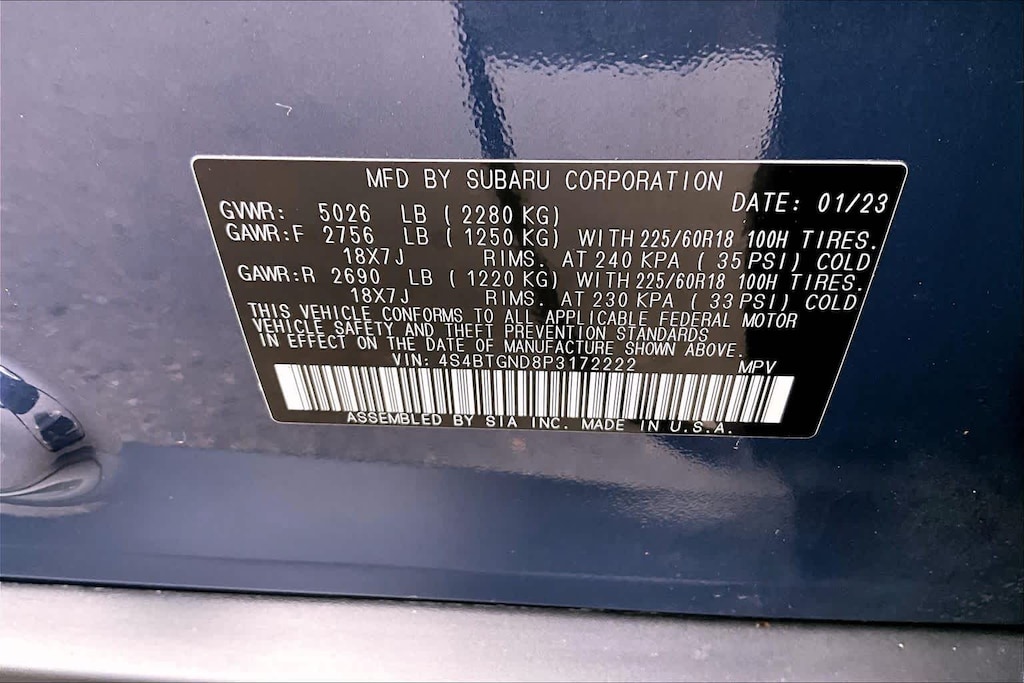 MFD BY SUBARU CORPORATION
DATE: 01/23
GVWR: 5026 LB ( 2280 KG)
GAWR:F 2756 LB ( 1250 KG) WITH 225/60R18 100H TIRES.
18X7J RIMS. AT 240 KPA ( 35 PSI) COLD
GAWR:R 2690 LB ( 1220 KG) WITH 225/60R18 100H TIRES.
18X7J RIMS. AT 230 KPA ( 33 PSI) COLD
THIS VEHICLE CONFORMS TO ALL APPLICABLE FEDERAL MOTOR
VEHICLE SAFETY AND THEFT PREVENTION STANDARDS
IN EFFECT ON THE DATE OF MANUFACTURE SHOWN ABOVE.
VIN: 4S4BTGND8P3172222 MPV
ASSEMBLED BY SIA INC. MADE IN U.S.A.